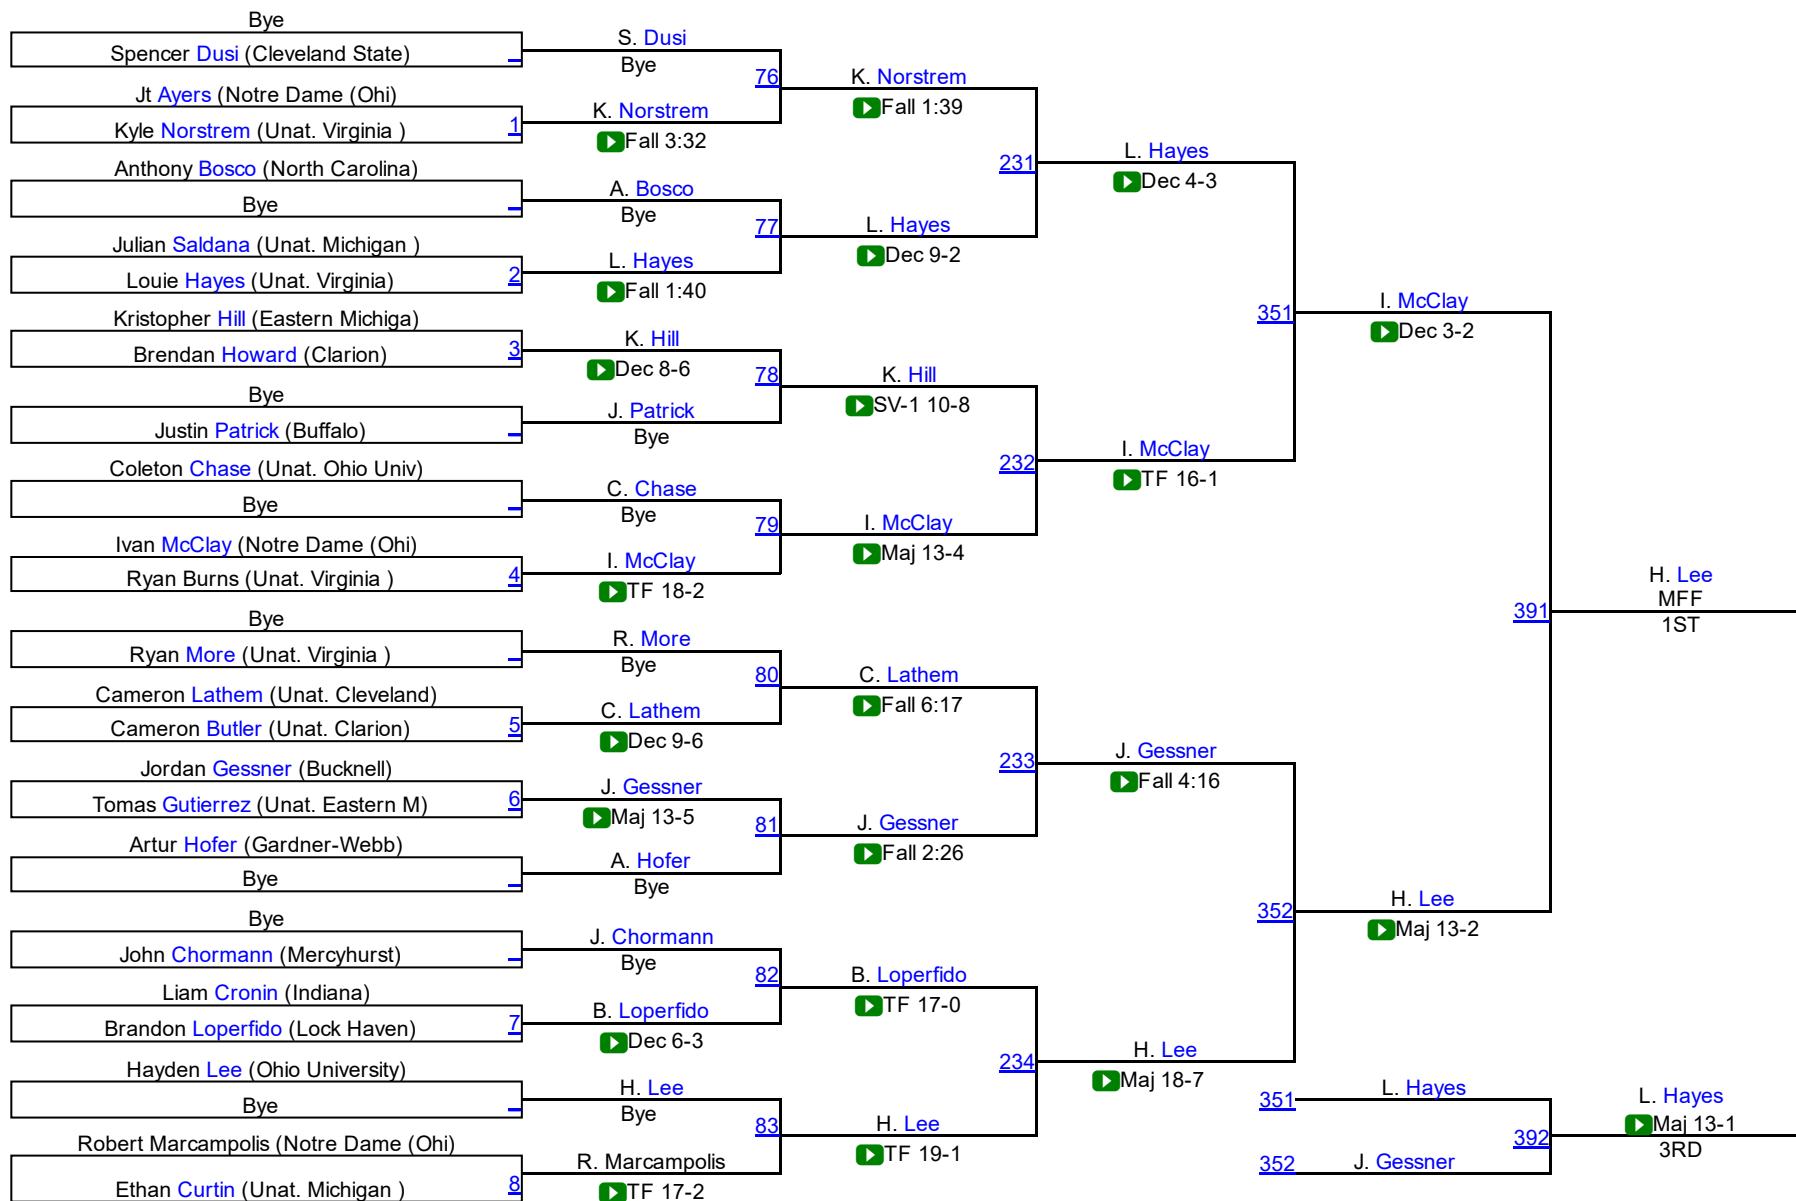 Bye
Spencer Dusi (Cleveland State)
Jt Ayers (Notre Dame (Ohi)
Kyle Norstrem (Unat. Virginia )
1
Anthony Bosco (North Carolina)
Bye
Julian Saldana (Unat. Michigan )
Louie Hayes (Unat. Virginia)
2
Kristopher Hill (Eastern Michiga)
Brendan Howard (Clarion)
3
Bye
Justin Patrick (Buffalo)
Coleton Chase (Unat. Ohio Univ)
Bye
Ivan McClay (Notre Dame (Ohi)
Ryan Burns (Unat. Virginia )
4
Bye
Ryan More (Unat. Virginia )
Cameron Lathem (Unat. Cleveland)
Cameron Butler (Unat. Clarion)
5
Jordan Gessner (Bucknell)
Tomas Gutierrez (Unat. Eastern M)
6
Artur Hofer (Gardner-Webb)
Bye
Bye
John Chormann (Mercyhurst)
Liam Cronin (Indiana)
Brandon Loperfido (Lock Haven)
7
Hayden Lee (Ohio University)
Bye
Robert Marcampolis (Notre Dame (Ohi)
Ethan Curtin (Unat. Michigan )
8
S. Dusi
Bye
76
K. Norstrem
Fall 3:32
A. Bosco
Bye
77
L. Hayes
Fall 1:40
K. Hill
Dec 8-6
78
J. Patrick
Bye
C. Chase
Bye
79
I. McClay
TF 18-2
R. More
Bye
80
C. Lathem
Dec 9-6
J. Gessner
Maj 13-5
81
A. Hofer
Bye
J. Chormann
Bye
82
B. Loperfido
Dec 6-3
H. Lee
Bye
83
R. Marcampolis
TF 17-2
K. Norstrem
Fall 1:39
231
L. Hayes
Dec 9-2
K. Hill
SV-1 10-8
232
I. McClay
Maj 13-4
C. Lathem
Fall 6:17
233
J. Gessner
Fall 2:26
B. Loperfido
TF 17-0
234
H. Lee
TF 19-1
L. Hayes
Dec 4-3
351
I. McClay
TF 16-1
J. Gessner
Fall 4:16
352
H. Lee
Maj 18-7
I. McClay
Dec 3-2
391
H. Lee
Maj 13-2
H. Lee
MFF
1ST
351
L. Hayes
392
352
J. Gessner
L. Hayes
Maj 13-1
3RD